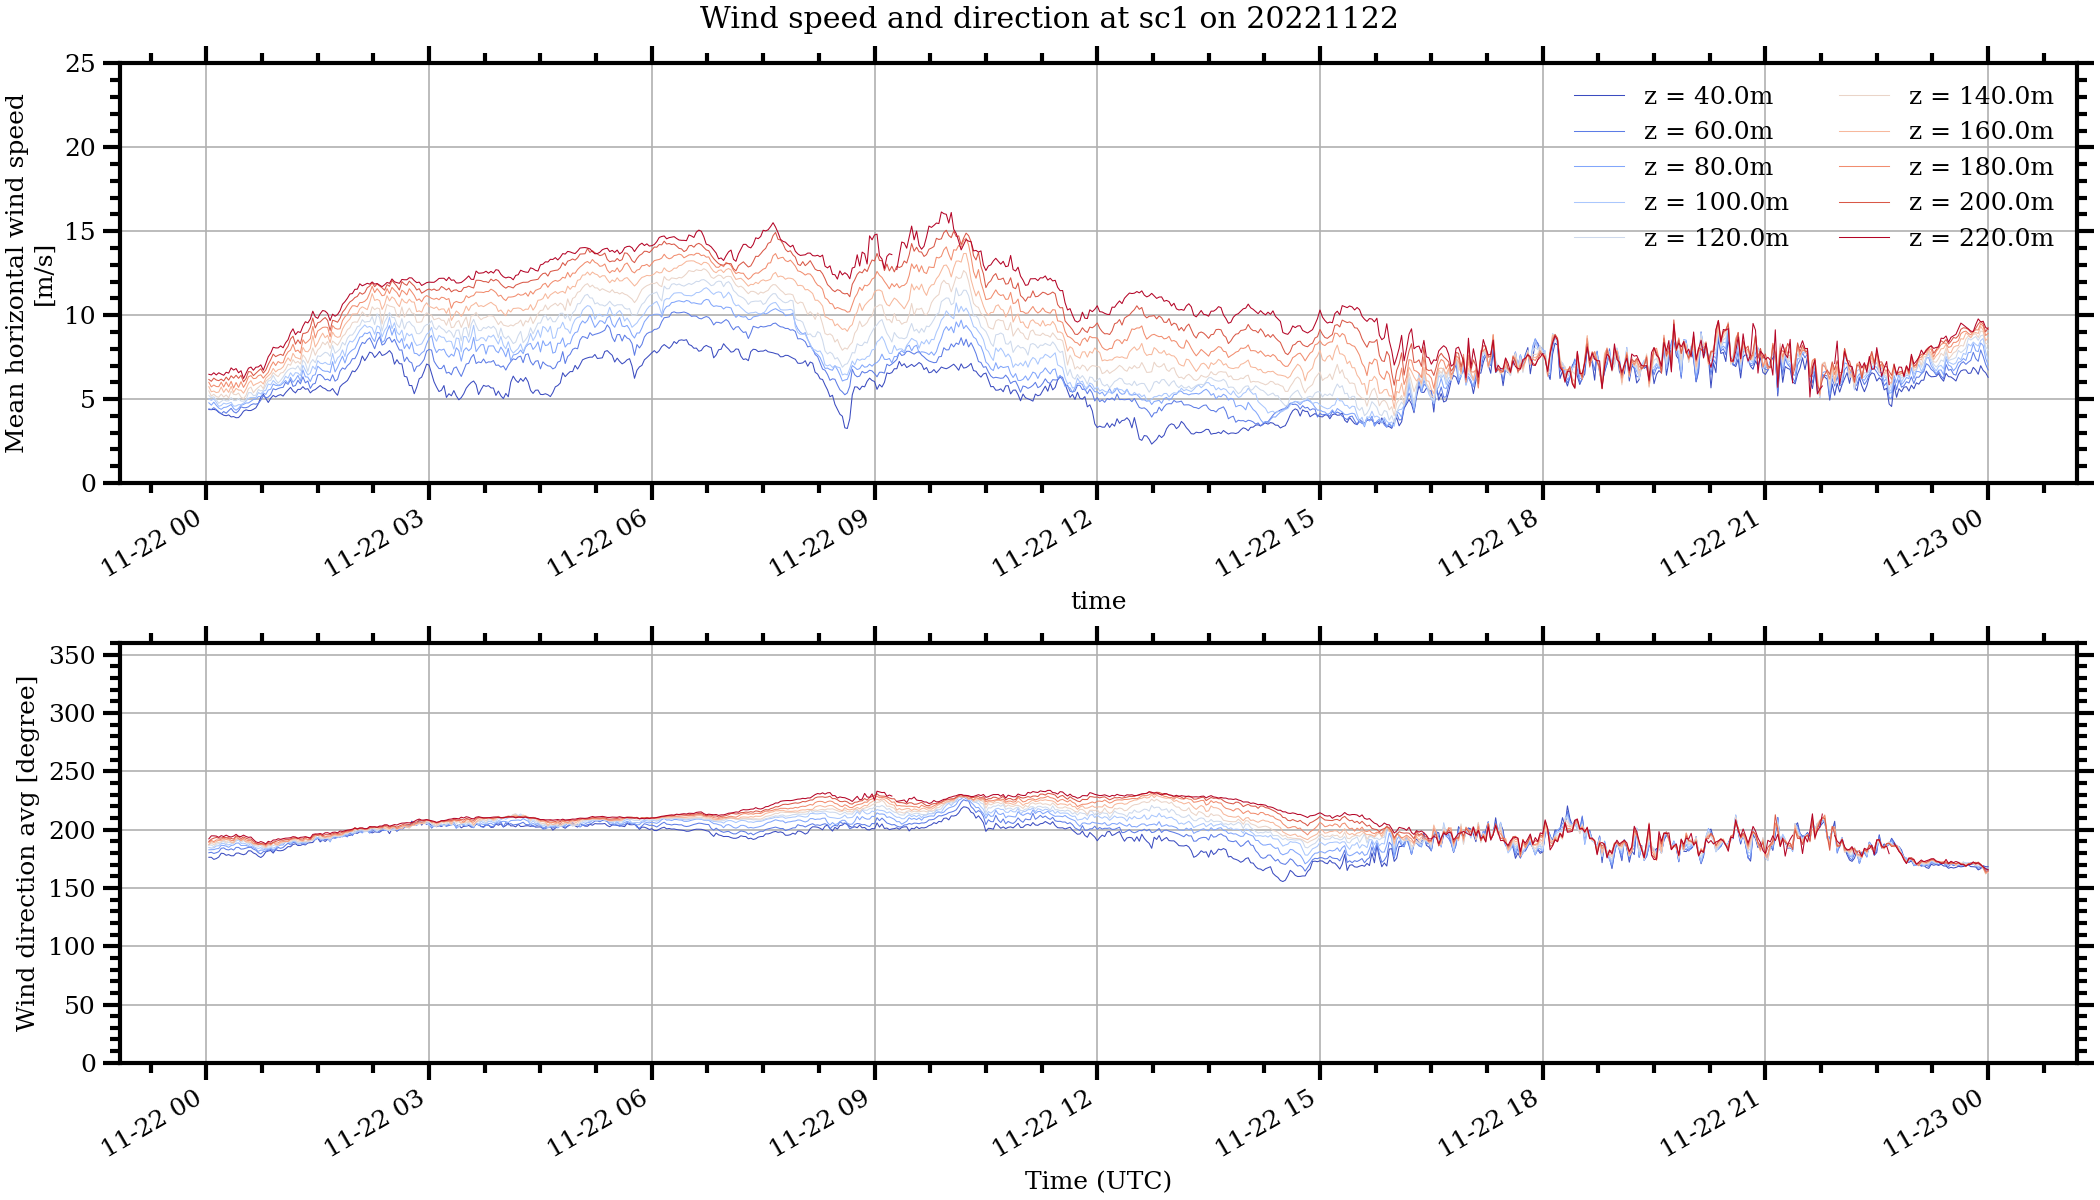 Wind speed and direction at sc1 on 20221122
Mean horizontal wind speed
[m/s]
25
20
15
10
5
0
z = 40.0m
z = 60.0m
z = 80.0m
z = 100.0m
z = 120.0m
z = 140.0m
z = 160.0m
z = 180.0m
z = 200.0m
z = 220.0m
11-22 00
11-22 03
11-22 06
11-22 09
11-22 12
11-22 15
11-22 18
11-22 21
11-23 00
time
Wind direction avg [degree]
350
300
250
200
150
100
50
0
11-22 00
11-22 03
11-22 06
11-22 09
11-22 12
11-22 15
11-22 18
11-22 21
11-23 00
Time (UTC)